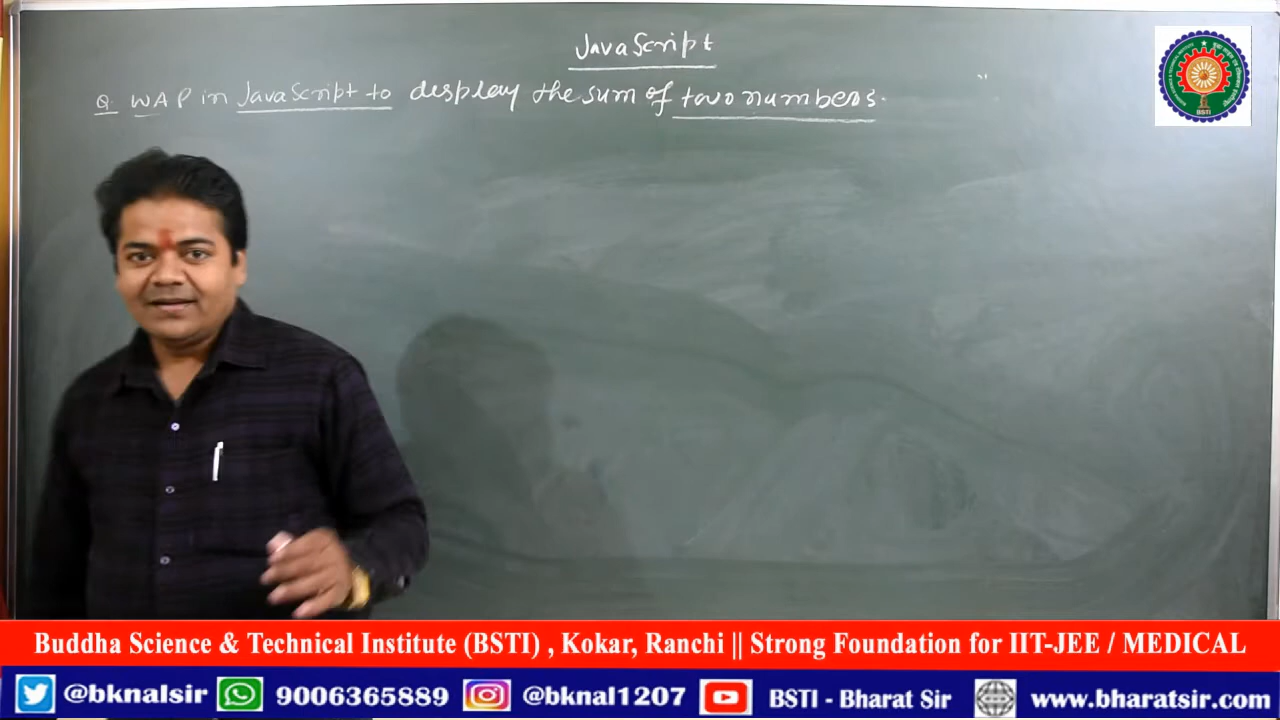 JavaScript
Q. WAP in JavaScript to display the sum of two numbers.
BSTI
Buddha Science & Technical Institute (BSTI) , Kokar, Ranchi || Strong Foundation for IIT-JEE / MEDICAL
@bknalsir 9006365889 @bknal1207 BSTI - Bharat Sir www.bharatsir.com